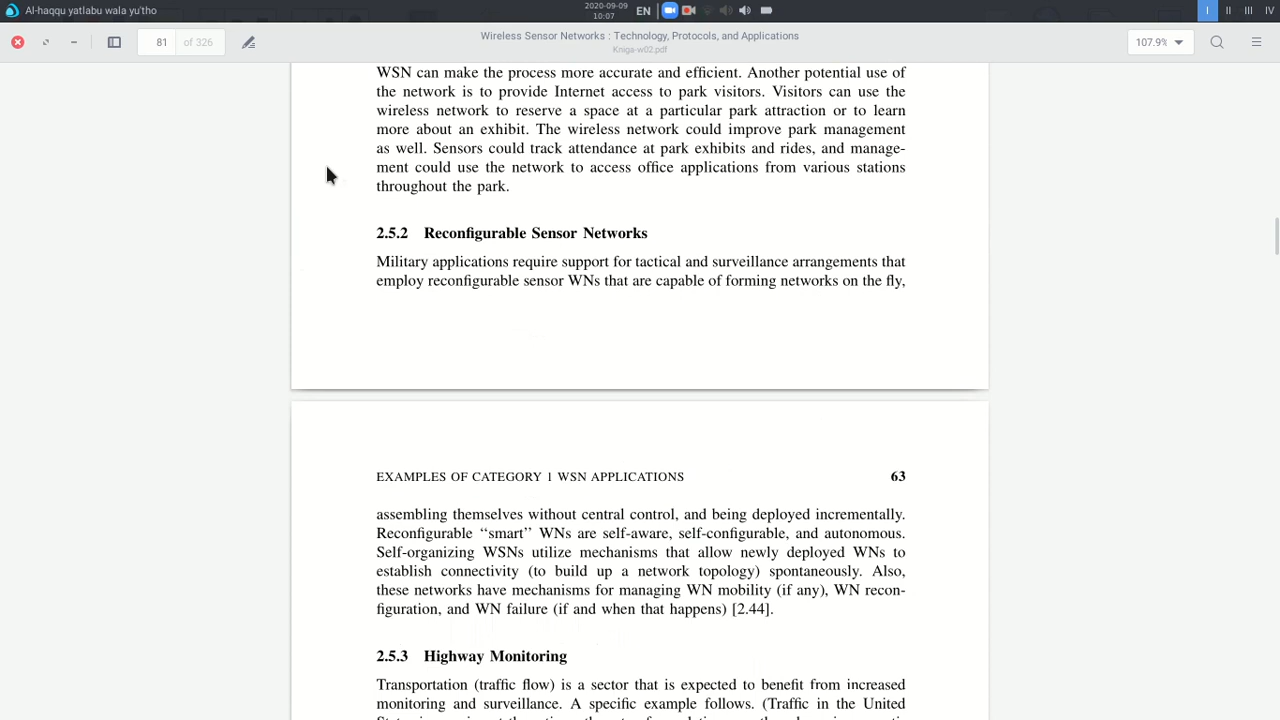 Al-haqqu yatlabu wala yu'tho
2020-09-09
10:07
EN
I II III IV
81 of 326
Wireless Sensor Networks : Technology, Protocols, and Applications
Kniga-w02.pdf
107.9%
WSN can make the process more accurate and efficient. Another potential use of
the network is to provide Internet access to park visitors. Visitors can use the
wireless network to reserve a space at a particular park attraction or to learn
more about an exhibit. The wireless network could improve park management
as well. Sensors could track attendance at park exhibits and rides, and manage-
ment could use the network to access office applications from various stations
throughout the park.
2.5.2 Reconfigurable Sensor Networks
Military applications require support for tactical and surveillance arrangements that
employ reconfigurable sensor WNs that are capable of forming networks on the fly,
EXAMPLES OF CATEGORY 1 WSN APPLICATIONS 63
assembling themselves without central control, and being deployed incrementally.
Reconfigurable ‘‘smart’’ WNs are self-aware, self-configurable, and autonomous.
Self-organizing WSNs utilize mechanisms that allow newly deployed WNs to
establish connectivity (to build up a network topology) spontaneously. Also,
these networks have mechanisms for managing WN mobility (if any), WN recon-
figuration, and WN failure (if and when that happens) [2.44].
2.5.3 Highway Monitoring
Transportation (traffic flow) is a sector that is expected to benefit from increased
monitoring and surveillance. A specific example follows. (Traffic in the United